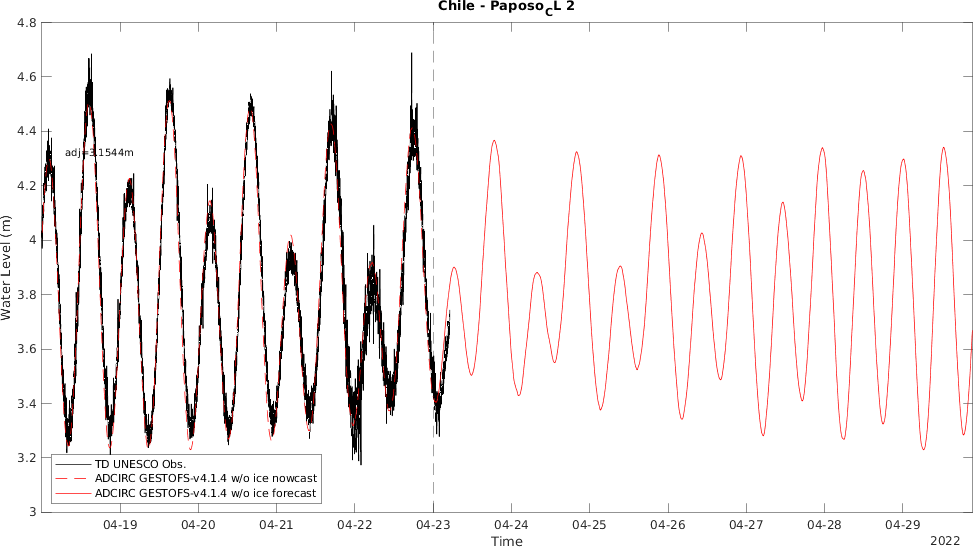 Chile - PaposoCL 2
4.8
4.6
4.4
4.2
4
3.8
3.6
3.4
3.2
3
Water Level (m)
adj=3.1544m
TD UNESCO Obs.
ADCIRC GESTOFS-v4.1.4 w/o ice nowcast
ADCIRC GESTOFS-v4.1.4 w/o ice forecast
04-19 04-20 04-21 04-22 04-23 04-24 04-25 04-26 04-27 04-28 04-29
Time
2022